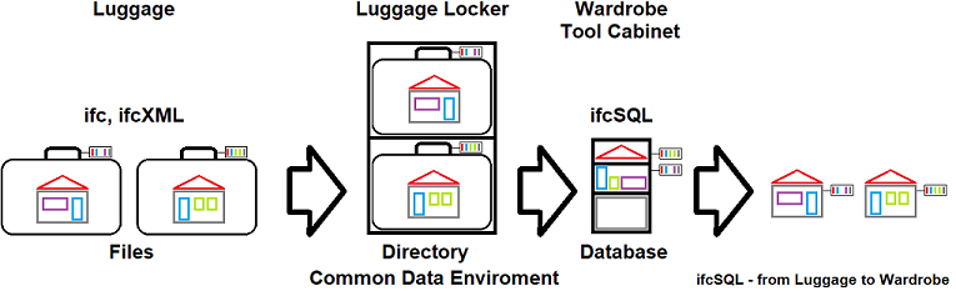 Luggage
Luggage Locker
Wardrobe
Tool Cabinet
ifc, ifcXML
ifcSQL
Files
Directory
Database
Common Data Enviroment
ifcSQL - from Luggage to Wardrobe